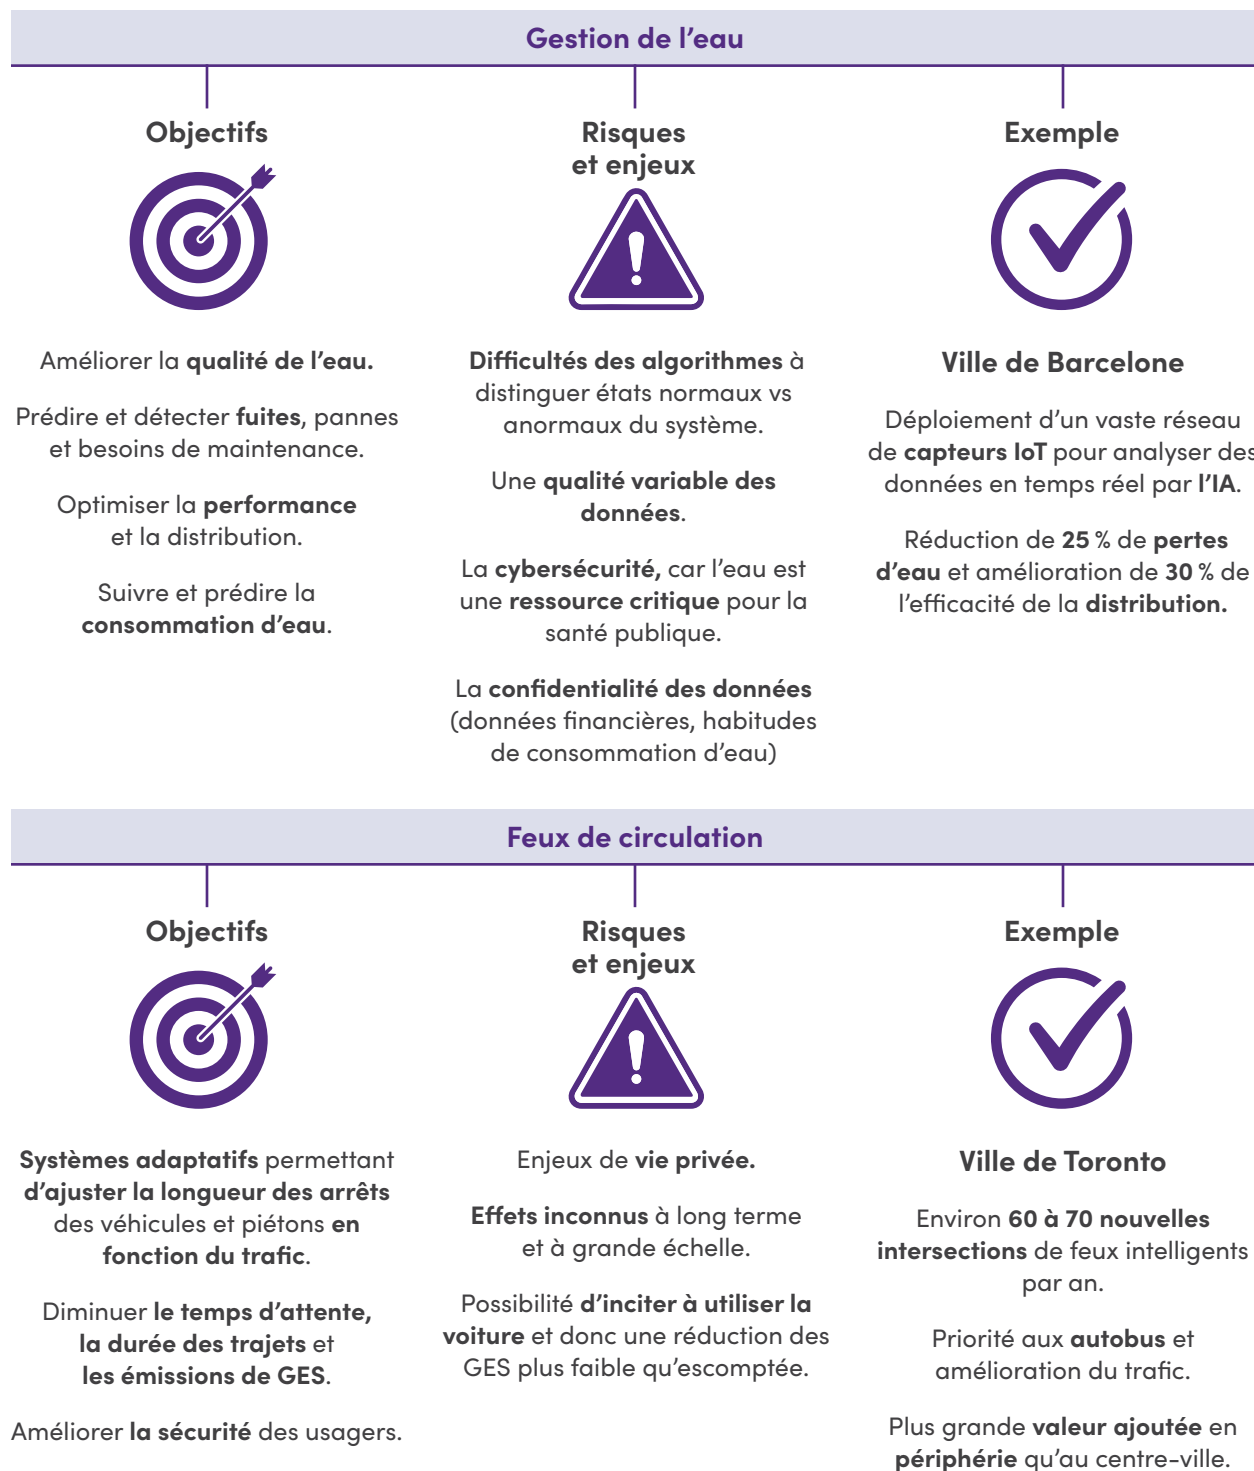 Gestion de l’eau
Objectifs
Améliorer la qualité de l’eau.
Prédire et détecter fuites, pannes
et besoins de maintenance.
Optimiser la performance
et la distribution.
Suivre et prédire la
consommation d’eau.
Risques
et enjeux
Difficultés des algorithmes à
distinguer états normaux vs
anormaux du système.
Une qualité variable des
données.
La cybersécurité, car l’eau est
une ressource critique pour la
santé publique.
La confidentialité des données
(données financières, habitudes
de consommation d’eau)
Exemple
Ville de Barcelone
Déploiement d’un vaste réseau
de capteurs IoT pour analyser des
données en temps réel par l’IA.
Réduction de 25 % de pertes
d’eau et amélioration de 30 % de
l’efficacité de la distribution.
Feux de circulation
Objectifs
Systèmes adaptatifs permettant
d’ajuster la longueur des arrêts
des véhicules et piétons en
fonction du trafic.
Diminuer le temps d’attente,
la durée des trajets et
les émissions de GES.
Améliorer la sécurité des usagers.
Risques
et enjeux
Enjeux de vie privée.
Effets inconnus à long terme
et à grande échelle.
Possibilité d’inciter à utiliser la
voiture et donc une réduction des
GES plus faible qu’escomptée.
Exemple
Ville de Toronto
Environ 60 à 70 nouvelles
intersections de feux intelligents
par an.
Priorité aux autobus et
amélioration du trafic.
Plus grande valeur ajoutée en
périphérie qu’au centre-ville.